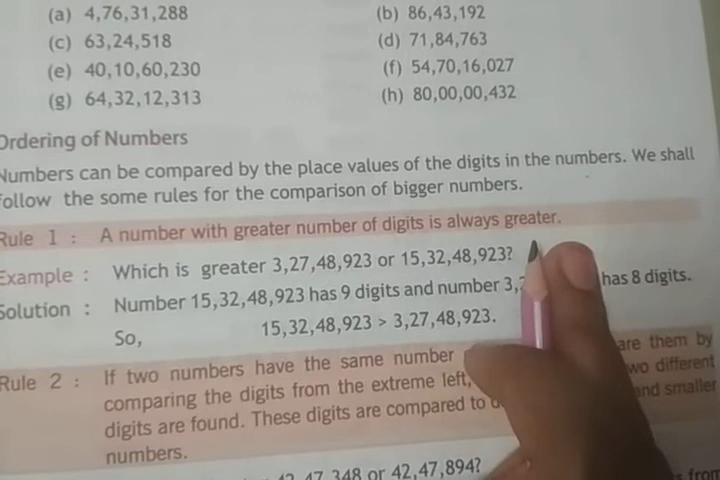 (a) 4,76,31,288 (b) 86,43,192
(c) 63,24,518 (d) 71,84,763
(e) 40,10,60,230 (f) 54,70,16,027
(g) 64,32,12,313 (h) 80,00,00,432
Ordering of Numbers
Numbers can be compared by the place values of the digits in the numbers. We shall
follow the some rules for the comparison of bigger numbers.
Rule 1 : A number with greater number of digits is always greater.
Example : Which is greater 3,27,48,923 or 15,32,48,923?
Solution : Number 15,32,48,923 has 9 digits and number 3, has 8 digits.
So, 15,32,48,923 > 3,27,48,923.
Rule 2 : If two numbers have the same number are them by
comparing the digits from the extreme left, two different
digits are found. These digits are compared to and smaller
numbers.
47,348 or 42,47,894?
from